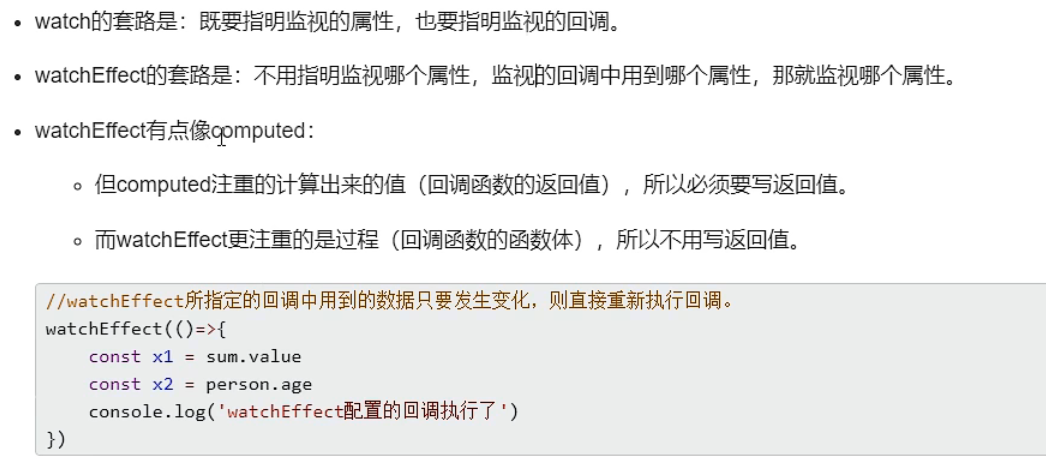 watch的套路是：既要指明监视的属性，也要指明监视的回调。
watchEffect的套路是：不用指明监视哪个属性，监视的回调中用到哪个属性，那就监视哪个属性。
watchEffect有点像computed：
但computed注重的计算出来的值（回调函数的返回值），所以必须要写返回值。
而watchEffect更注重的是过程（回调函数的函数体），所以不用写返回值。
//watchEffect所指定的回调中用到的数据只要发生变化，则直接重新执行回调。
watchEffect(()=>{
    const x1 = sum.value
    const x2 = person.age
    console.log('watchEffect配置的回调执行了')
})